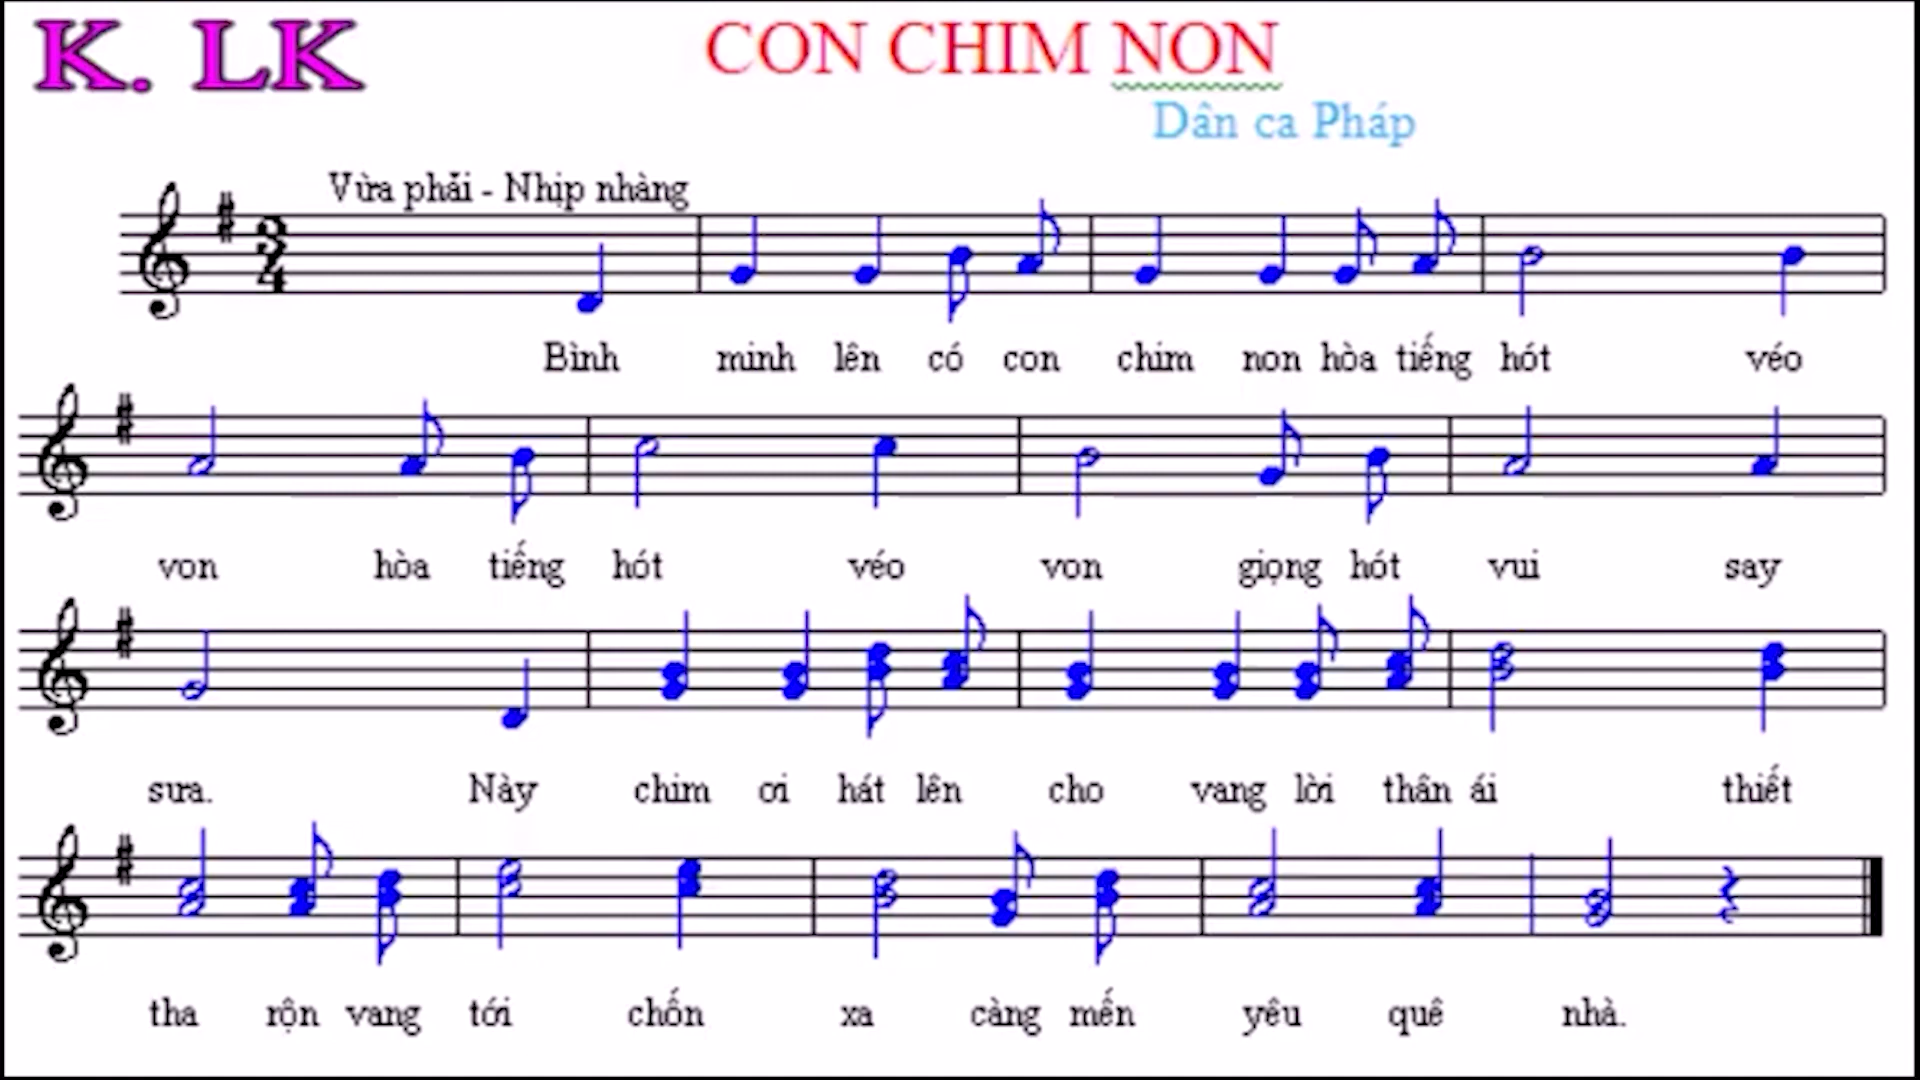 K. LK
CON CHIM NON
Dân ca Pháp
Vừa phải - Nhịp nhàng
3
4
Bình minh lên có con chim non hòa tiếng hót véo
von hòa tiếng hót véo von giọng hót vui say
sưa. Này chim ơi hát lên cho vang lời thân ái thiết
tha rộn vang tới chốn xa càng mến yêu quê nhà.